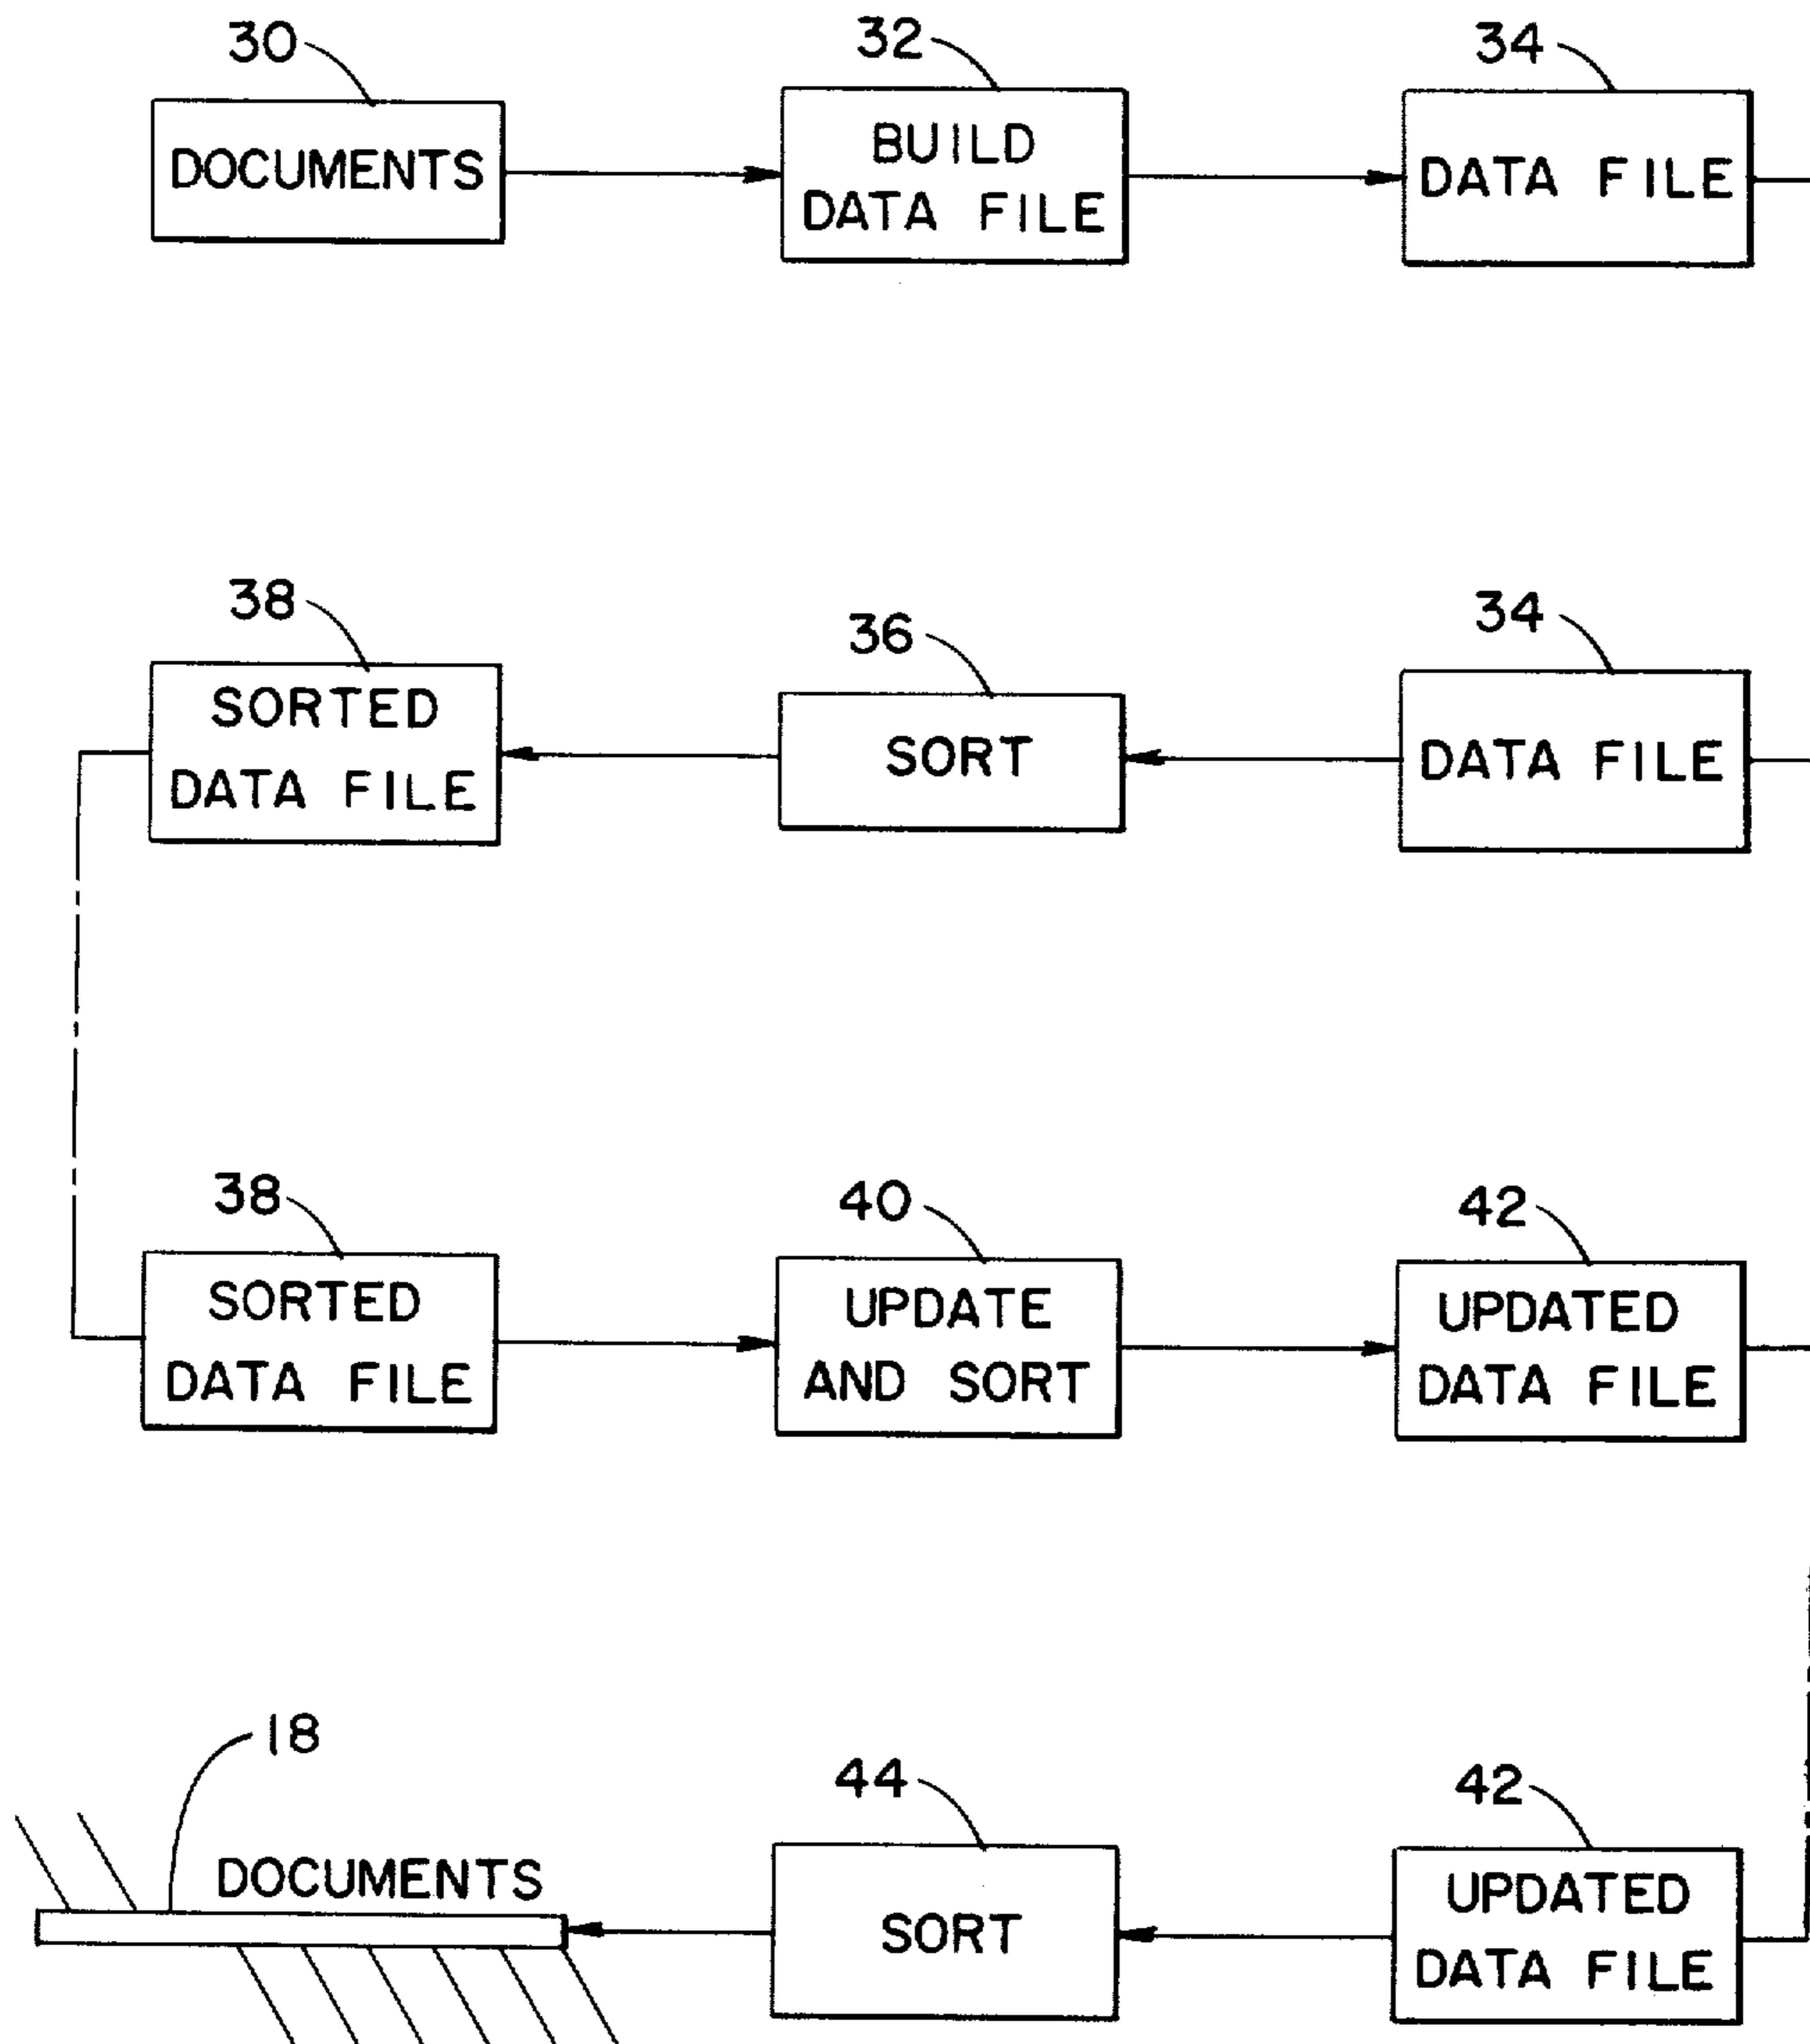 30
32
34
DOCUMENTS
BUILD
DATA FILE
DATA FILE
38
36
34
SORTED
DATA FILE
SORT
DATA FILE
38
40
42
SORTED
DATA FILE
UPDATE
AND SORT
UPDATED
DATA FILE
18
44
42
DOCUMENTS
SORT
UPDATED
DATA FILE